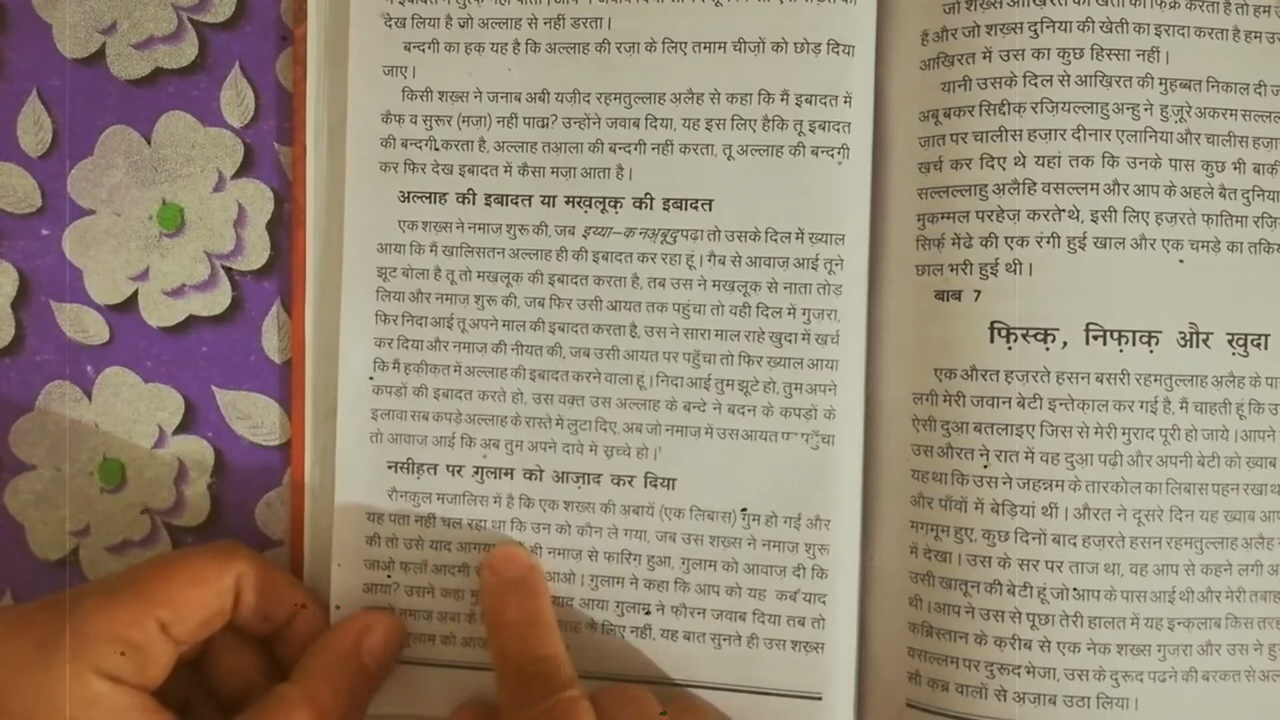 देख लिया है जो अल्लाह से नहीं डरता।
बन्दगी का हक़ यह है कि अल्लाह की रज़ा के लिए तमाम चीज़ों को छोड़ दिया
जाए।
किसी शख़्स ने जनाब अबी यज़ीद रहमतुल्लाह अ़लैह से कहा कि मैं इबादत में
कैफ़ व सुरूर (मज़ा) नहीं पाता? उन्होंने जवाब दिया, यह इस लिए हैकि तू इबादत
की बन्दगी करता है, अल्लाह तआ़ला की बन्दगी नहीं करता, तू अल्लाह की बन्दगी
कर फिर देख इबादत में कैसा मज़ा आता है।
अल्लाह की इबादत या मख़लूक़ की इबादत
एक शख़्स ने नमाज़ शुरू की, जब इय्या–क नअ़्बूदु पढ़ा तो उसके दिल में ख़्याल
आया कि मैं ख़ालिसतन अल्लाह ही की इबादत कर रहा हूं। ग़ैब से आवाज़ आई तूने
झूट बोला है तू तो मख़लूक़ की इबादत करता है, तब उस ने मख़लूक़ से नाता तोड़
लिया और नमाज़ शुरू की, जब फिर उसी आयत तक पहुंचा तो वही दिल में गुज़रा,
फिर निदा आई तू अपने माल की इबादत करता है, उस ने सारा माल राहे खुदा में ख़र्च
कर दिया और नमाज़ की नीयत की, जब उसी आयत पर पहुँचा तो फिर ख्याल आया
कि मैं हकीकत में अल्लाह की इबादत करने वाला हूं। निदा आई तुम झूटे हो, तुम अपने
कपड़ों की इबादत करते हो, उस वक़्त उस अल्लाह के बन्दे ने बदन के कपड़ों के
इलावा सब कपड़े अल्लाह के रास्ते में लुटा दिए, अब जो नमाज़ में उस आयत पहुँचा
तो आवाज़ आई कि अब तुम अपने दावे में सच्चे हो।
नसीहत पर ग़ुलाम को आज़ाद कर दिया
रौनकुल मजालिस में है कि एक शख़्स की अबायें (एक लिबास) गुम हो गई और
यह पता नहीं चल रहा था कि उन को कौन ले गया, जब उस शख़्स ने नमाज़ शुरू
की तो उसे याद ही नमाज़ से फ़ारिग़ हुआ, ग़ुलाम को आवाज़ दी कि
जाओ फलाँ आदमी आओ। ग़ुलाम ने कहा कि आप को यह कब याद
आया? उसने कहा याद आया ग़ुलाम ने फ़ौरन जवाब दिया तब तो
नमाज़ अबा के लिए नहीं, यह बात सुनते ही उस शख़्स
जो शख़्स आख़िरत की खेती की फ़िक्र करता है तो हम
हैं और जो शख़्स दुनिया की खेती का इरादा करता है हम
आख़िरत में उस का कुछ हिस्सा नहीं।
यानी उसके दिल से आख़िरत की मुहब्बत निकाल दी
अबू बकर सिद्दीक़ रज़ियल्लाहु अन्हु ने हुज़ूरे अकरम
ज़ात पर चालीस हज़ार दीनार एलानिया और चालीस
ख़र्च कर दिए थे यहां तक कि उनके पास कुछ भी
सल्लल्लाहु अ़लैहि वसल्लम और आप के अहले बैत दुनिया
मुकम्मल परहेज़ करते थे, इसी लिए हज़रते फ़ातिमा
सिर्फ़ मेंढे की एक रंगी हुई खाल और एक चमड़े का
छाल भरी हुई थी।
बाब 7
फ़िस्क़, निफ़ाक़ और ख़ुदा
एक औरत हज़रते हसन बसरी रहमतुल्लाह अ़लैह के
लगी मेरी जवान बेटी इन्तेक़ाल कर गई है, मैं चाहती हूं कि
ऐसी दुआ बतलाइए जिस से मेरी मुराद पूरी हो जाये। आपने
उस औरत ने रात में वह दुआ पढ़ी और अपनी बेटी को ख़्वाब
यह था कि उस ने जहन्नम के तारकोल का लिबास पहन रखा
और पाँवों में बेड़ियां थीं। औरत ने दूसरे दिन यह ख़्वाब
मगमूम हुए, कुछ दिनों बाद हज़रते हसन रहमतुल्लाह अ़लैह
में देखा। उस के सर पर ताज था, वह आप से कहने लगी
उसी ख़ातून की बेटी हूं जो आप के पास आई थी और मेरी
थी। आप ने उस से पूछा तेरी हालत में यह इन्क़लाब किस
कब्रिस्तान के क़रीब से एक नेक शख़्स गुजरा और उस ने
वसल्लम पर दुरूद भेजा, उस के दुरूद पढने की बरकत से
सौ कब्र वालों से अज़ाब उठा लिया।